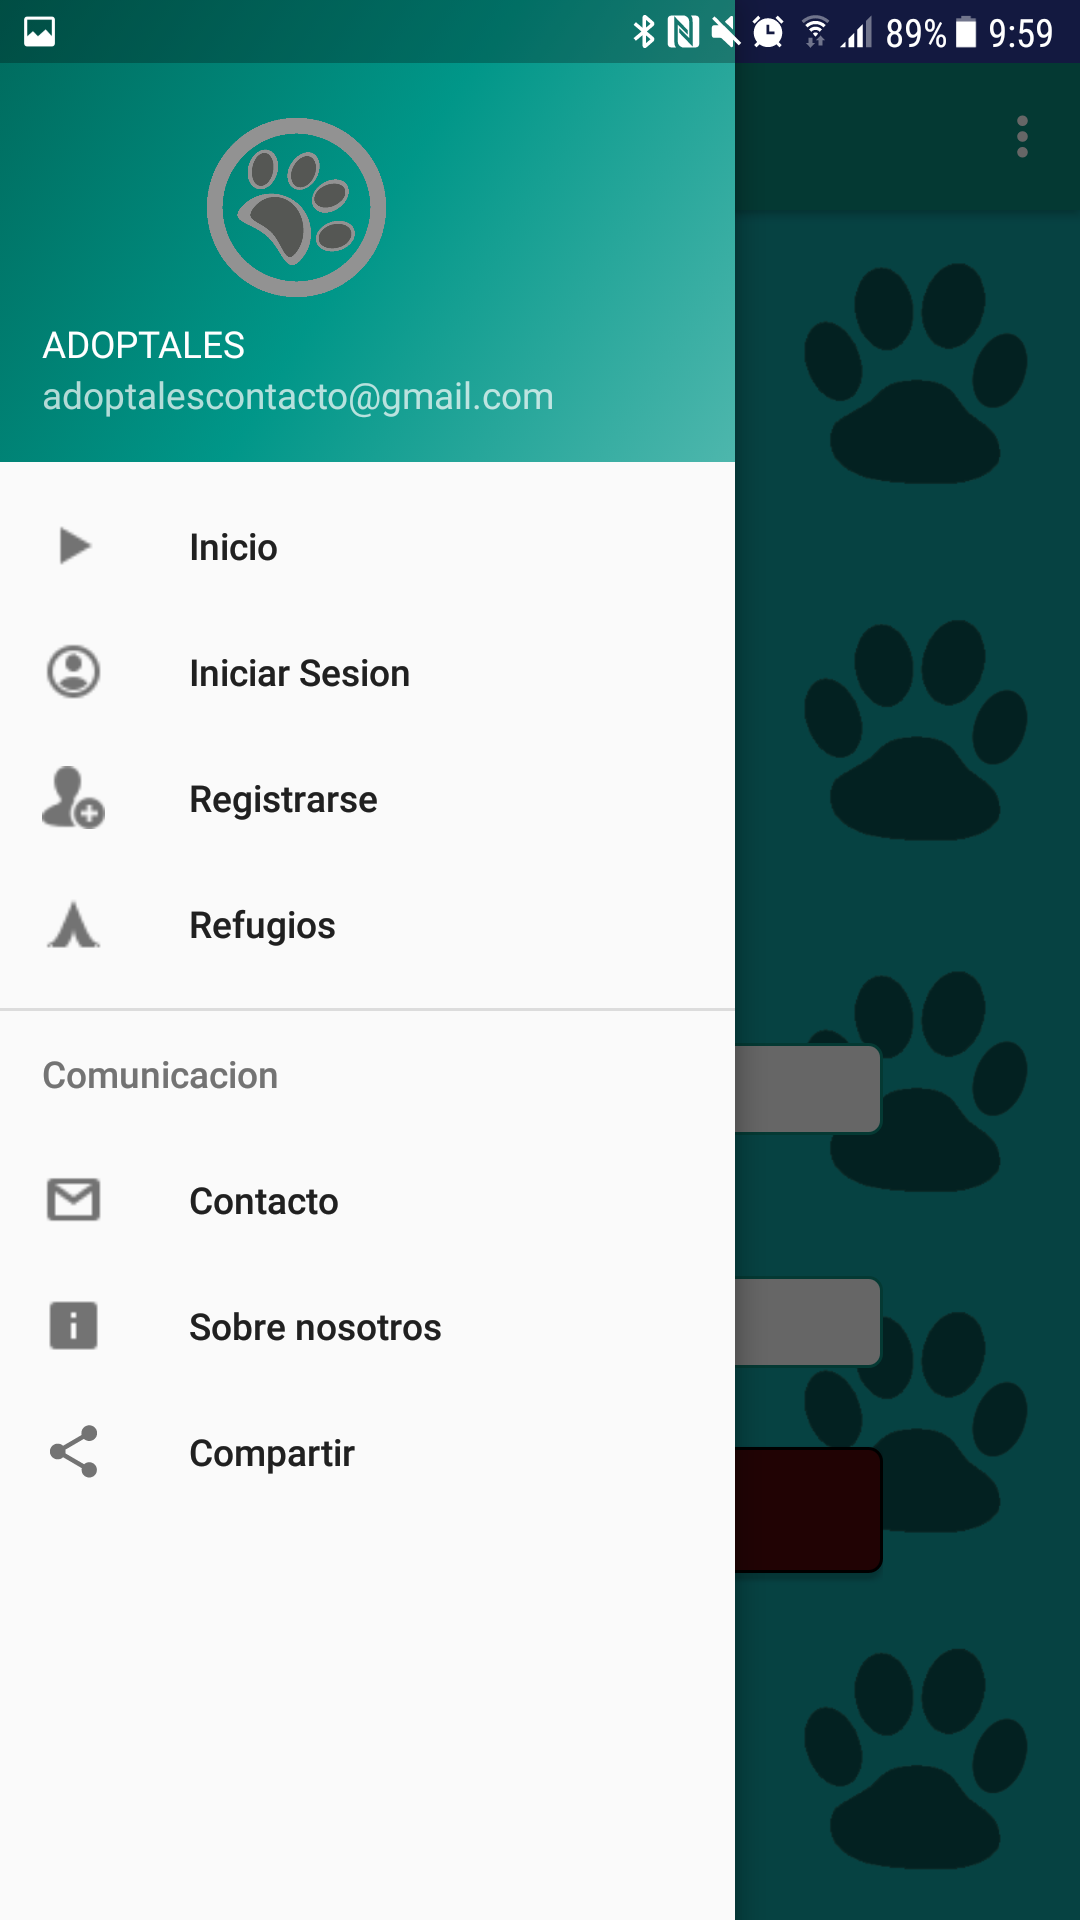 89% 9:59
ADOPTALES
adoptalescontacto@gmail.com
Inicio
Iniciar Sesion
Registrarse
Refugios
Comunicacion
Contacto
Sobre nosotros
Compartir